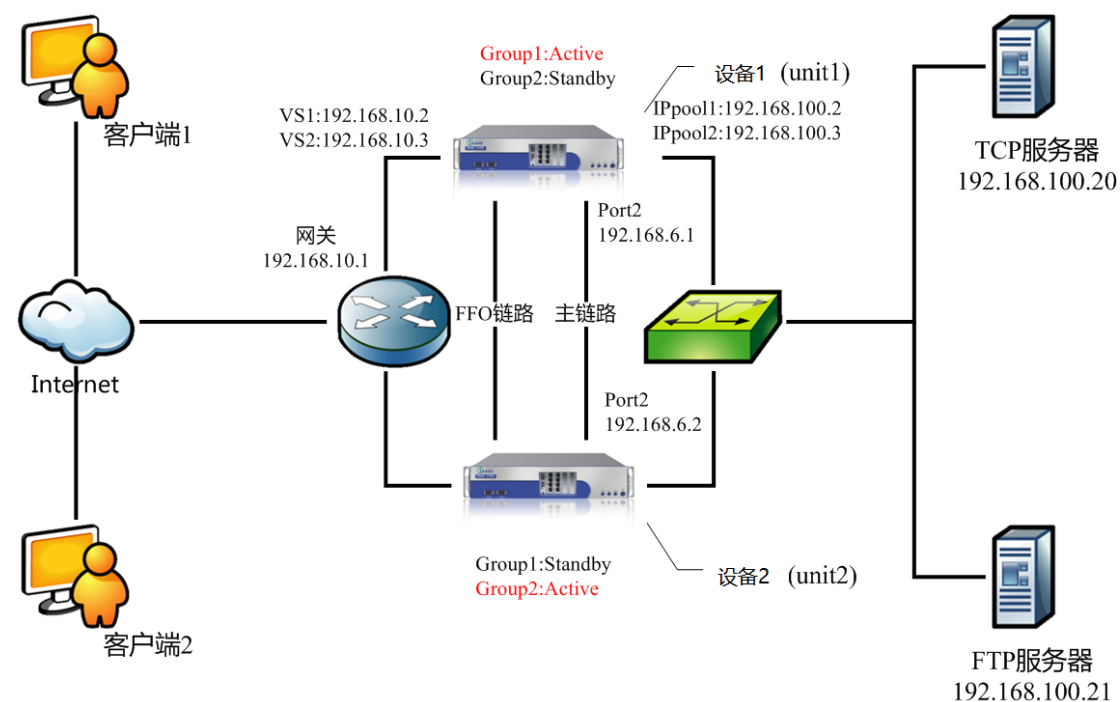 Group1:Active
Group2:Standby
设备1 (unit1)
VS1:192.168.10.2
VS2:192.168.10.3
IPpool1:192.168.100.2
IPpool2:192.168.100.3
客户端1
TCP服务器
192.168.100.20
Port2
192.168.6.1
网关
192.168.10.1
FFO链路
主链路
Internet
Port2
192.168.6.2
Group1:Standby
Group2:Active
设备2 (unit2)
客户端2
FTP服务器
192.168.100.21